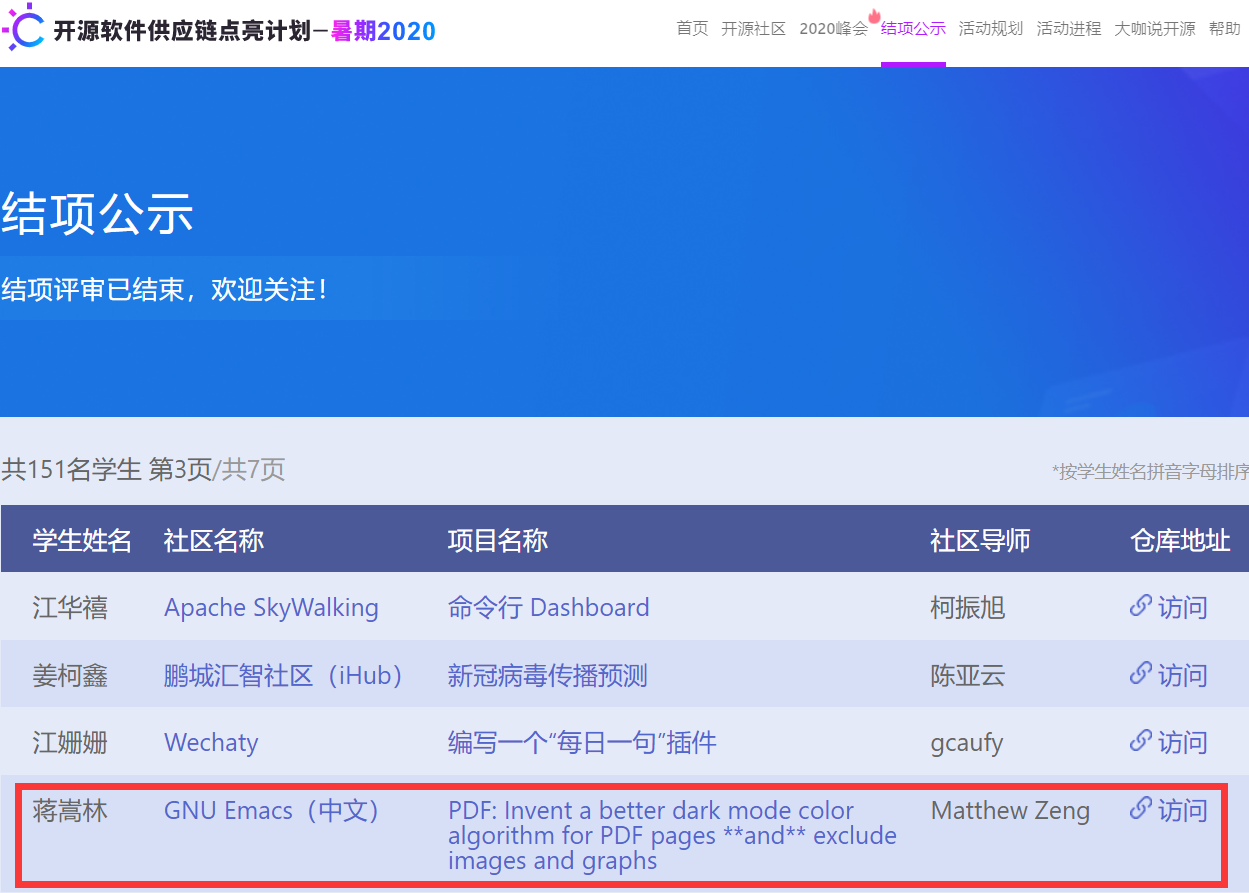 开源软件供应链点亮计划—暑期2020
首页 开源社区 2020峰会 结项公示 活动规划 活动进程 大咖说开源 帮助
结项公示
结项评审已结束，欢迎关注！
共151名学生 第3页/共7页
*按学生姓名拼音字母排序
学生姓名 社区名称 项目名称 社区导师 仓库地址
江华禧 Apache SkyWalking 命令行 Dashboard 柯振旭 访问
姜柯鑫 鹏城汇智社区（iHub） 新冠病毒传播预测 陈亚云 访问
江姗姗 Wechaty 编写一个“每日一句”插件 gcaufy 访问
蒋嵩林 GNU Emacs（中文） PDF: Invent a better dark mode color Matthew Zeng 访问
algorithm for PDF pages **and** exclude
images and graphs